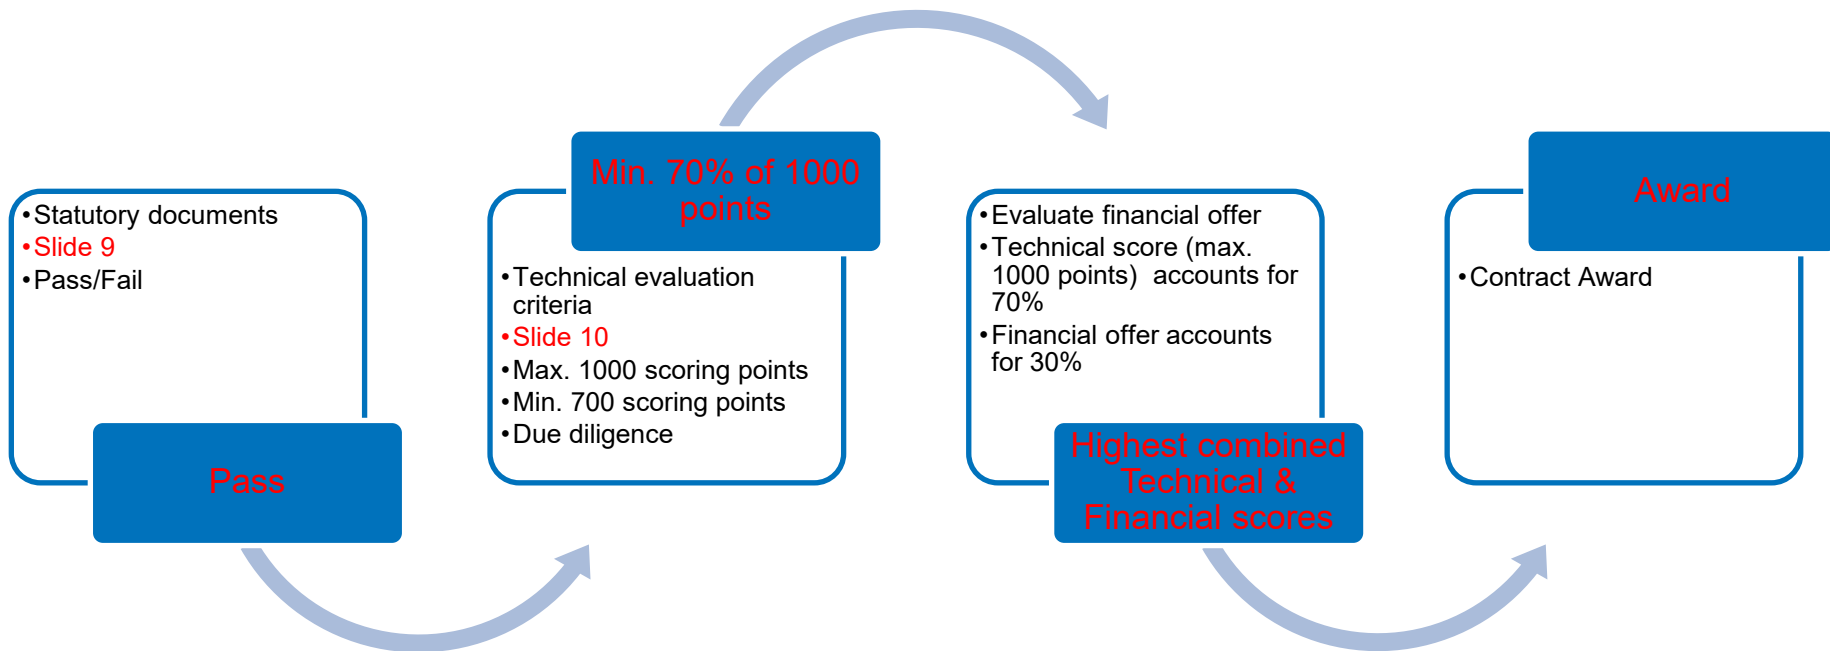 •Statutory documents
•Slide 9
•Pass/Fail
Pass
Min. 70% of 1000
points
•Technical evaluation
criteria
•Slide 10
•Max. 1000 scoring points
•Min. 700 scoring points
•Due diligence
•Evaluate financial offer
•Technical score (max.
1000 points)  accounts for
70%
•Financial offer accounts
for 30%
Highest combined
Technical &
Financial scores
Award
•Contract Award